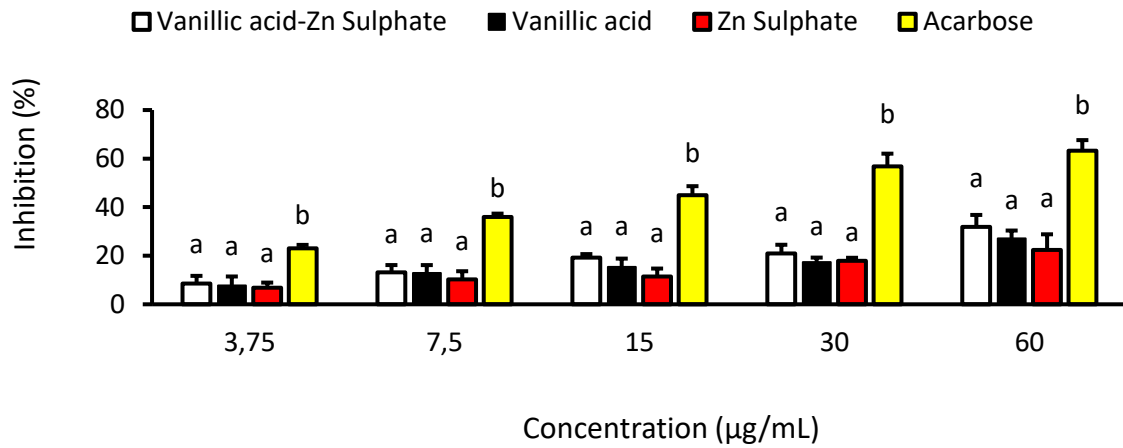 Vanillic acid-Zn Sulphate Vanillic acid Zn Sulphate Acarbose
Inhibition (%)
80
60
40
20
0
a a a b
a a a b
a a a b
a a a b
a a a b
3,75 7,5 15 30 60
Concentration (µg/mL)